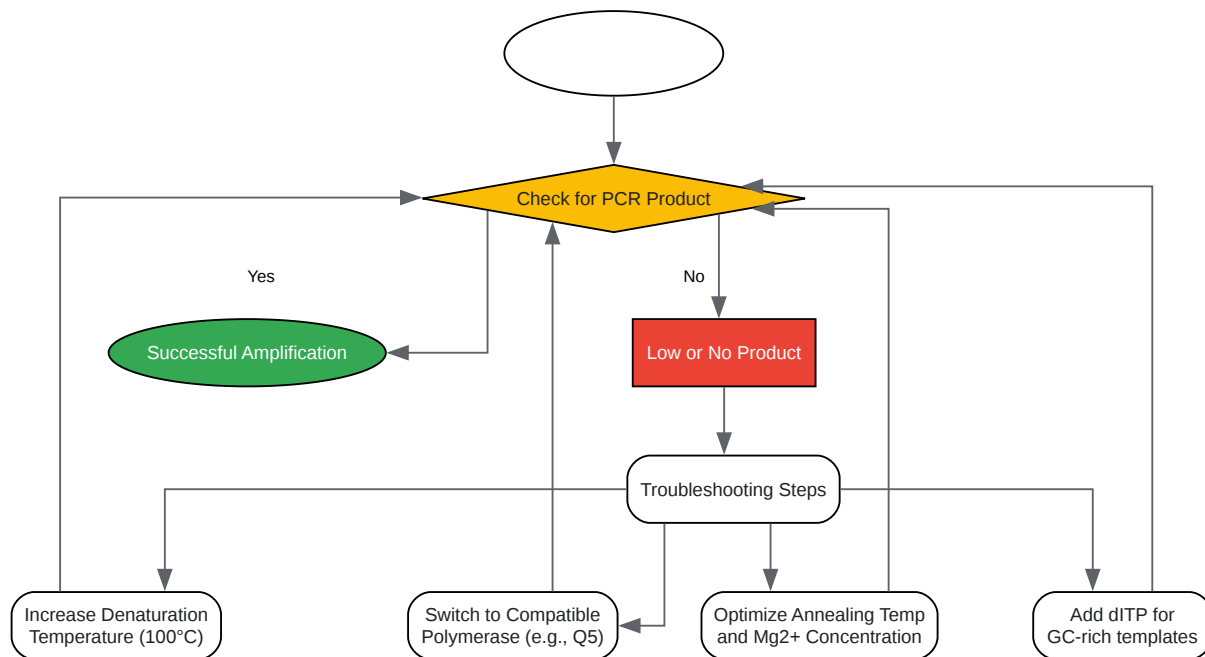 Check for PCR Product
Yes
No
Successful Amplification
Low or No Product
Troubleshooting Steps
Increase Denaturation
Temperature (100°C)
Switch to Compatible
Polymerase (e.g., Q5)
Optimize Annealing Temp
and Mg2+ Concentration
Add dITP for
GC-rich templates